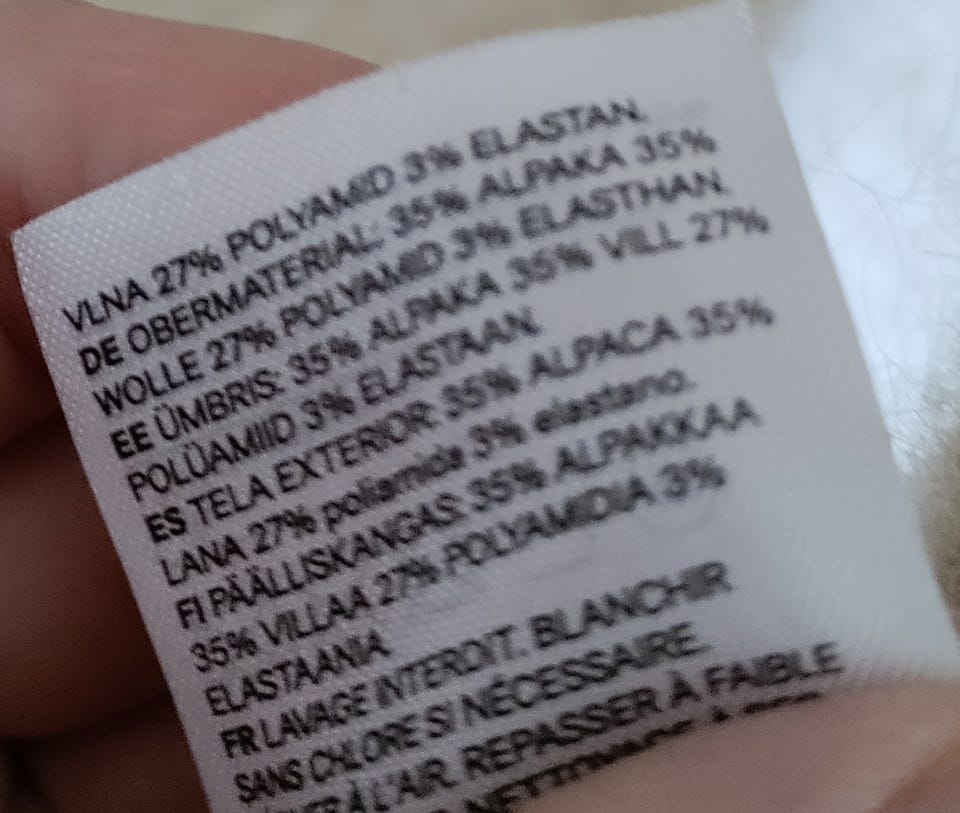 VLNA 27% POLYAMID 3% ELASTAN.
DE OBERMATERIAL: 35% ALPAKA 35%
WOLLE 27% POLYAMID 3% ELASTHAN.
EE ÜMBRIS: 35% ALPAKA 35% VILL 27%
POLÜAMIID 3% ELASTAAN.
ES TELA EXTERIOR: 35% ALPACA 35%
LANA 27% poliamida 3% elastano.
FI PÄÄLLISKANGAS: 35% ALPAKKAA
35% VILLAA 27% POLYAMIDIA 3%
ELASTAANIA
FR LAVAGE INTERDIT. BLANCHIR
SANS CHLORE SI NÉCESSAIRE.
À L'AIR. REPASSER À FAIBLE